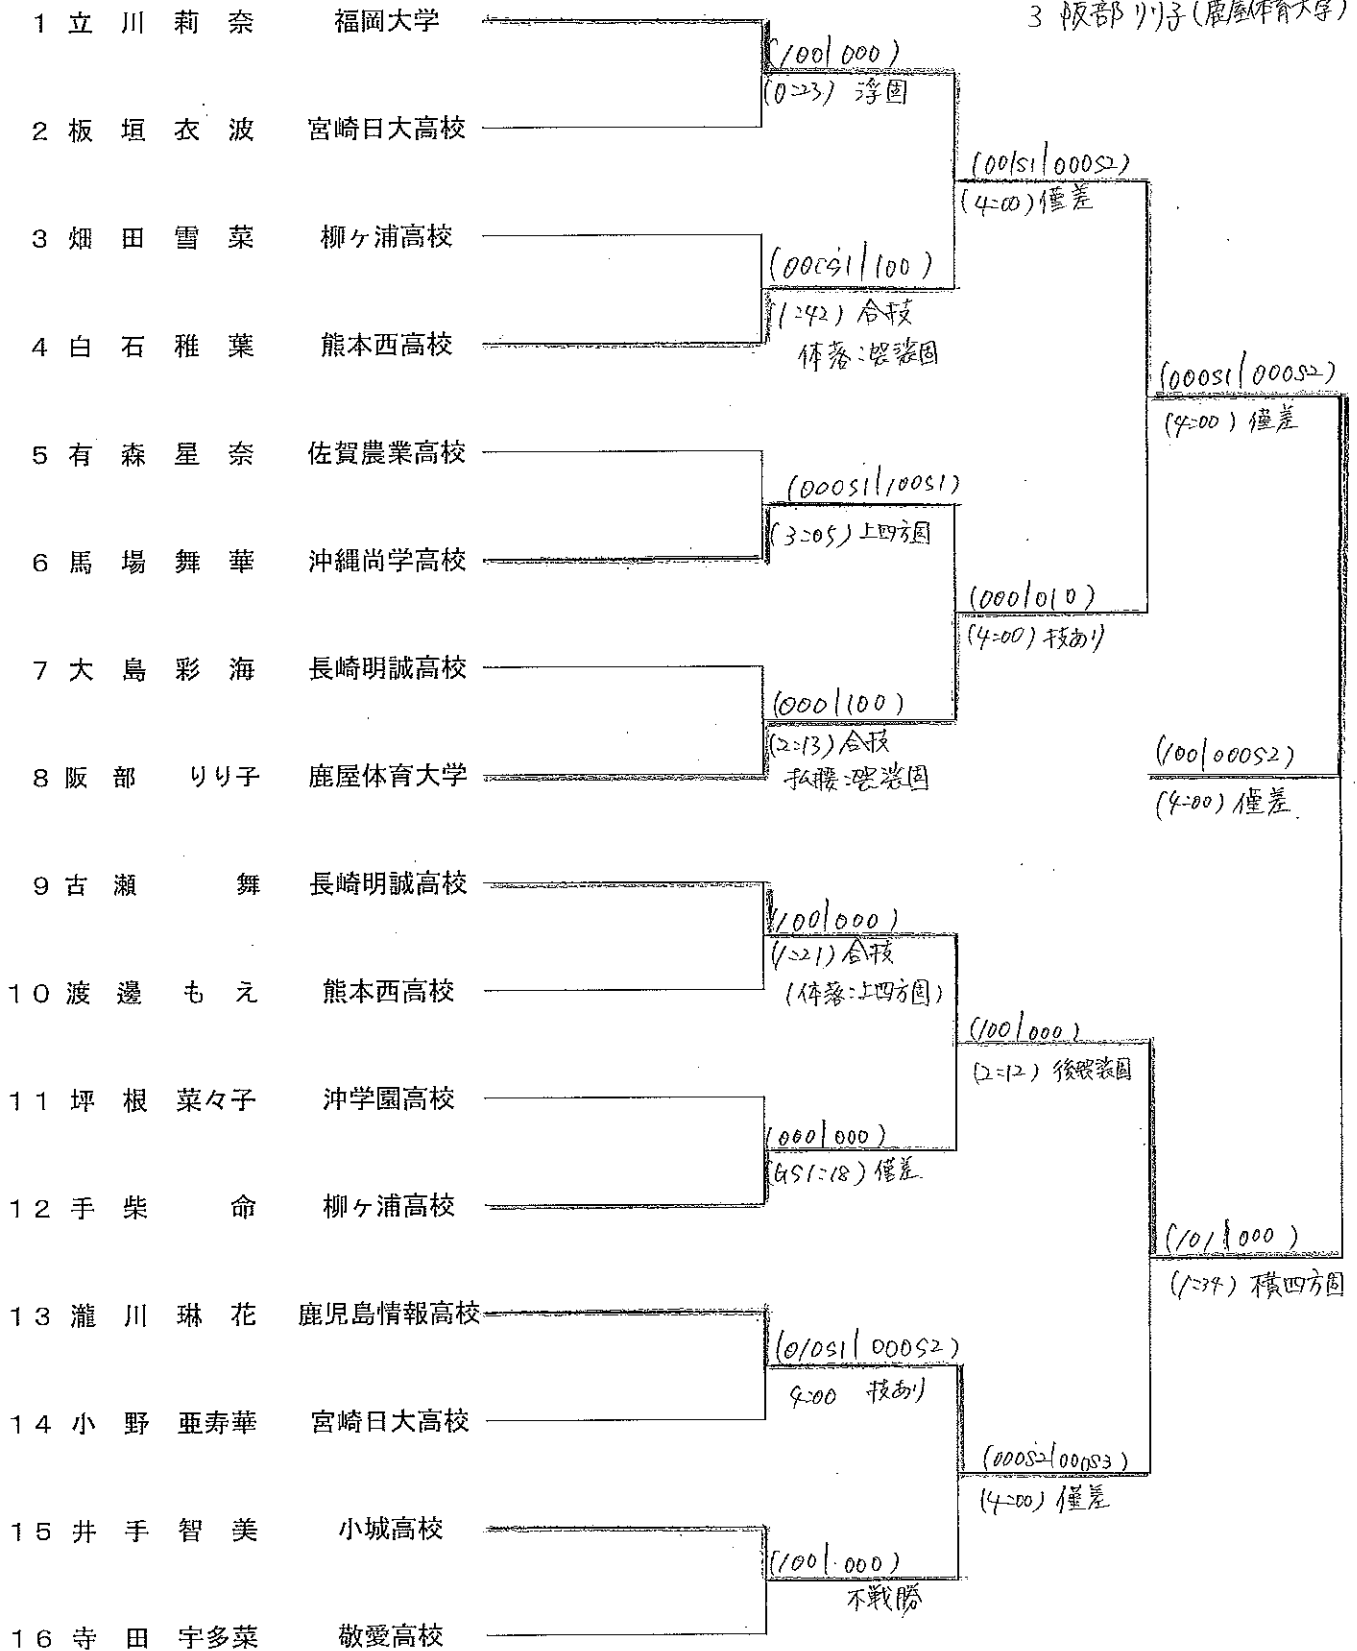 3 阪部りり子(鹿屋体育大学)
1 立川莉奈 福岡大学
(100|000)
(0:23) 浮固
2 板垣衣波 宮崎日大高校
(001S1|000S2)
(4:00) 僅差
3 畑田雪菜 柳ヶ浦高校
(000S1|100)
(1:42) 合技
4 白石稚葉 熊本西高校
体落:袈裟固
(000S1|000S2)
(4:00) 僅差
5 有森星奈 佐賀農業高校
(000S1|100S1)
(3:05) 上四方固
6 馬場舞華 沖縄尚学高校
(000|010)
(4:00) 技あり
7 大島彩海 長崎明誠高校
(000|100)
(2:13) 合技
(100|000S2)
8 阪部りり子 鹿屋体育大学
払腰:袈裟固
(4:00) 僅差
9 古瀬舞 長崎明誠高校
(100|000)
(1:21) 合技
10 渡邊もえ 熊本西高校
(体落:上四方固)
(100|000)
(2:12) 後袈裟固
11 坪根菜々子 沖学園高校
(000|000)
(GS1:18) 僅差
12 手柴命 柳ヶ浦高校
(101|000)
(1:34) 横四方固
13 瀧川琳花 鹿児島情報高校
(010S1|000S2)
4:00 技あり
14 小野亜寿華 宮崎日大高校
(000S2|000S3)
(4:00) 僅差
15 井手智美 小城高校
(100|000)
不戦勝
16 寺田宇多菜 敬愛高校